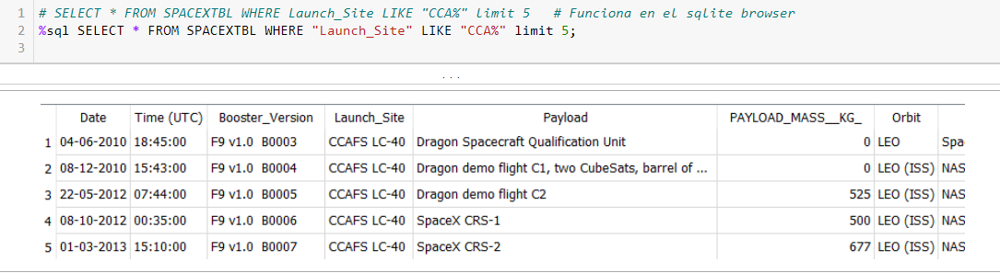 1 # SELECT * FROM SPACEXTBL WHERE Launch_Site LIKE "CCA%" limit 5   # Funciona en el sqlite browser
2 %sql SELECT * FROM SPACEXTBL WHERE "Launch_Site" LIKE "CCA%" limit 5;
3
...
Date Time (UTC) Booster_Version Launch_Site Payload PAYLOAD_MASS__KG_ Orbit
1 04-06-2010 18:45:00 F9 v1.0  B0003 CCAFS LC-40 Dragon Spacecraft Qualification Unit 0 LEO Spa
2 08-12-2010 15:43:00 F9 v1.0  B0004 CCAFS LC-40 Dragon demo flight C1, two CubeSats, barrel of ... 0 LEO (ISS) NAS
3 22-05-2012 07:44:00 F9 v1.0  B0005 CCAFS LC-40 Dragon demo flight C2 525 LEO (ISS) NAS
4 08-10-2012 00:35:00 F9 v1.0  B0006 CCAFS LC-40 SpaceX CRS-1 500 LEO (ISS) NAS
5 01-03-2013 15:10:00 F9 v1.0  B0007 CCAFS LC-40 SpaceX CRS-2 677 LEO (ISS) NAS